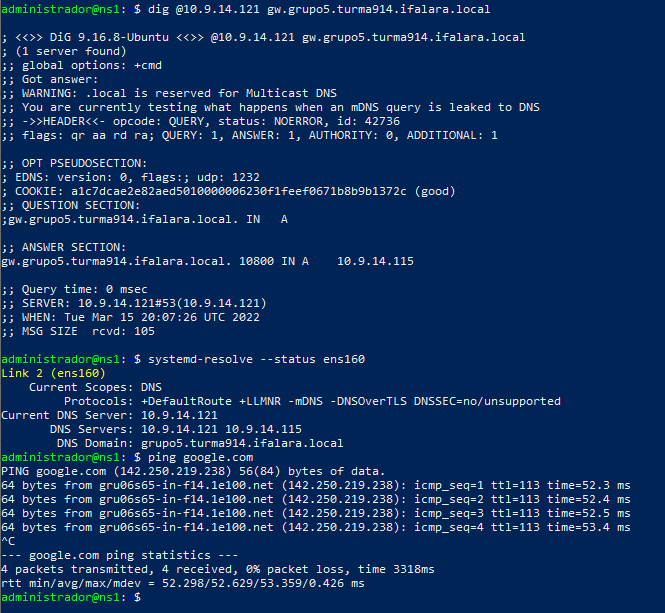 administrador@ns1: $ dig @10.9.14.121 gw.grupo5.turma914.ifalara.local

; <<>> DiG 9.16.8-Ubuntu <<>> @10.9.14.121 gw.grupo5.turma914.ifalara.local
; (1 server found)
;; global options: +cmd
;; Got answer:
;; WARNING: .local is reserved for Multicast DNS
;; You are currently testing what happens when an mDNS query is leaked to DNS
;; ->>HEADER<<- opcode: QUERY, status: NOERROR, id: 42736
;; flags: qr aa rd ra; QUERY: 1, ANSWER: 1, AUTHORITY: 0, ADDITIONAL: 1

;; OPT PSEUDOSECTION:
; EDNS: version: 0, flags:; udp: 1232
; COOKIE: a1c7dcae2e82aed5010000006230f1feef0671b8b9b1372c (good)
;; QUESTION SECTION:
;gw.grupo5.turma914.ifalara.local. IN   A

;; ANSWER SECTION:
gw.grupo5.turma914.ifalara.local. 10800 IN A    10.9.14.115

;; Query time: 0 msec
;; SERVER: 10.9.14.121#53(10.9.14.121)
;; WHEN: Tue Mar 15 20:07:26 UTC 2022
;; MSG SIZE  rcvd: 105

administrador@ns1: $ systemd-resolve --status ens160
Link 2 (ens160)
    Current Scopes: DNS
         Protocols: +DefaultRoute +LLMNR -mDNS -DNSOverTLS DNSSEC=no/unsupported
Current DNS Server: 10.9.14.121
       DNS Servers: 10.9.14.121 10.9.14.115
        DNS Domain: grupo5.turma914.ifalara.local
administrador@ns1: $ ping google.com
PING google.com (142.250.219.238) 56(84) bytes of data.
64 bytes from gru06s65-in-f14.1e100.net (142.250.219.238): icmp_seq=1 ttl=113 time=52.3 ms
64 bytes from gru06s65-in-f14.1e100.net (142.250.219.238): icmp_seq=2 ttl=113 time=52.4 ms
64 bytes from gru06s65-in-f14.1e100.net (142.250.219.238): icmp_seq=3 ttl=113 time=52.5 ms
64 bytes from gru06s65-in-f14.1e100.net (142.250.219.238): icmp_seq=4 ttl=113 time=53.4 ms
^C
--- google.com ping statistics ---
4 packets transmitted, 4 received, 0% packet loss, time 3318ms
rtt min/avg/max/mdev = 52.298/52.629/53.359/0.426 ms
administrador@ns1: $